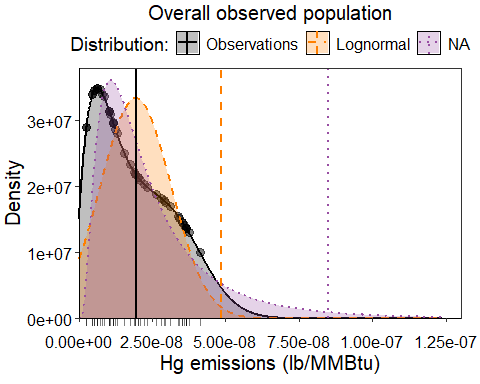 Overall observed population
Distribution: Observations Lognormal NA
Density
3e+07
2e+07
1e+07
0e+00
0.00e+00 2.50e-08 5.00e-08 7.50e-08 1.00e-07 1.25e-07
Hg emissions (lb/MMBtu)